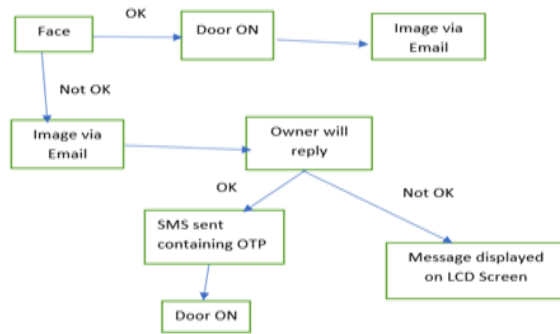 OK
Face
Door ON
Image via
Email
Not OK
Image via
Email
Owner will
reply
OK
Not OK
SMS sent
containing OTP
Message displayed
on LCD Screen
Door ON